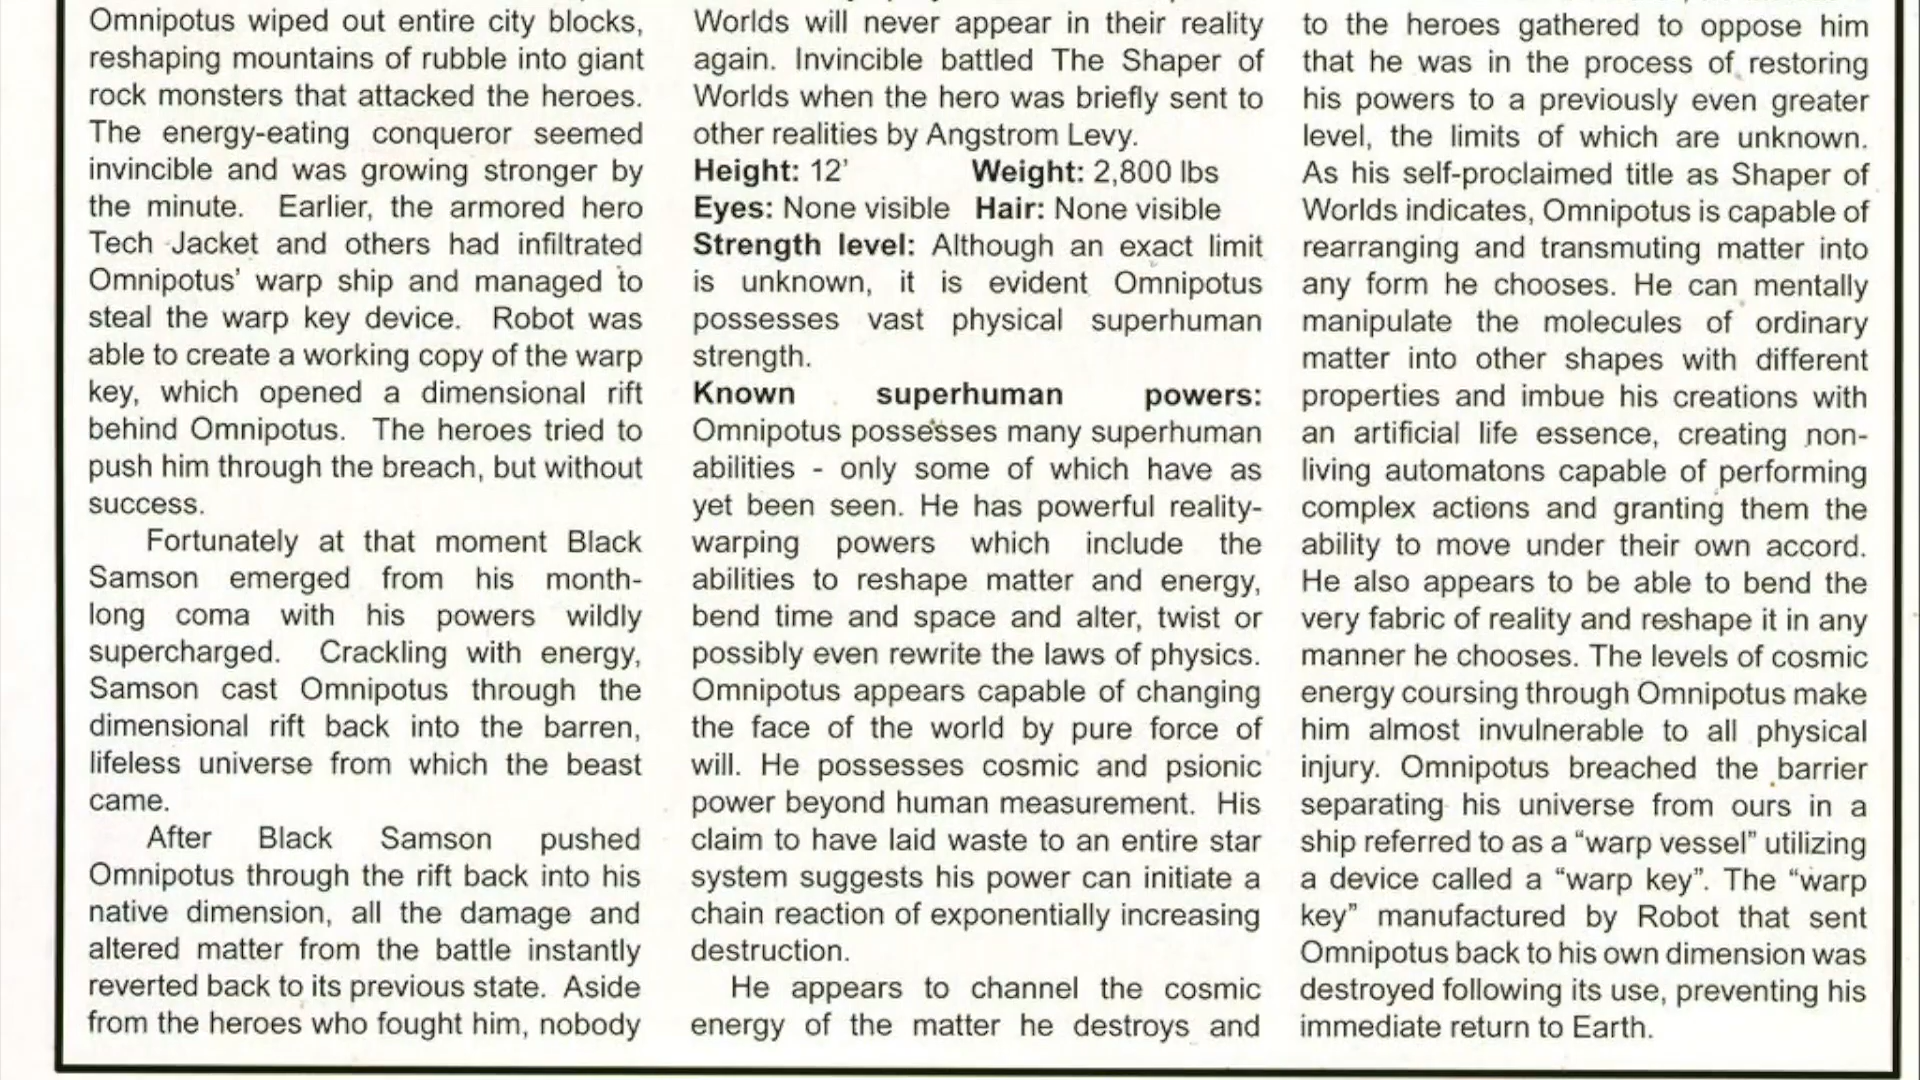 Omnipotus wiped out entire city blocks,
reshaping mountains of rubble into giant
rock monsters that attacked the heroes.
The energy-eating conqueror seemed
invincible and was growing stronger by
the minute. Earlier, the armored hero
Tech Jacket and others had infiltrated
Omnipotus’ warp ship and managed to
steal the warp key device. Robot was
able to create a working copy of the warp
key, which opened a dimensional rift
behind Omnipotus. The heroes tried to
push him through the breach, but without
success.
Fortunately at that moment Black
Samson emerged from his month-
long coma with his powers wildly
supercharged. Crackling with energy,
Samson cast Omnipotus through the
dimensional rift back into the barren,
lifeless universe from which the beast
came.
After Black Samson pushed
Omnipotus through the rift back into his
native dimension, all the damage and
altered matter from the battle instantly
reverted back to its previous state. Aside
from the heroes who fought him, nobody
Worlds will never appear in their reality
again. Invincible battled The Shaper of
Worlds when the hero was briefly sent to
other realities by Angstrom Levy.
Height: 12’ Weight: 2,800 lbs
Eyes: None visible Hair: None visible
Strength level: Although an exact limit
is unknown, it is evident Omnipotus
possesses vast physical superhuman
strength.
Known superhuman powers:
Omnipotus possesses many superhuman
abilities - only some of which have as
yet been seen. He has powerful reality-
warping powers which include the
abilities to reshape matter and energy,
bend time and space and alter, twist or
possibly even rewrite the laws of physics.
Omnipotus appears capable of changing
the face of the world by pure force of
will. He possesses cosmic and psionic
power beyond human measurement. His
claim to have laid waste to an entire star
system suggests his power can initiate a
chain reaction of exponentially increasing
destruction.
He appears to channel the cosmic
energy of the matter he destroys and
to the heroes gathered to oppose him
that he was in the process of restoring
his powers to a previously even greater
level, the limits of which are unknown.
As his self-proclaimed title as Shaper of
Worlds indicates, Omnipotus is capable of
rearranging and transmuting matter into
any form he chooses. He can mentally
manipulate the molecules of ordinary
matter into other shapes with different
properties and imbue his creations with
an artificial life essence, creating non-
living automatons capable of performing
complex actions and granting them the
ability to move under their own accord.
He also appears to be able to bend the
very fabric of reality and reshape it in any
manner he chooses. The levels of cosmic
energy coursing through Omnipotus make
him almost invulnerable to all physical
injury. Omnipotus breached the barrier
separating his universe from ours in a
ship referred to as a “warp vessel” utilizing
a device called a “warp key”. The “warp
key” manufactured by Robot that sent
Omnipotus back to his own dimension was
destroyed following its use, preventing his
immediate return to Earth.